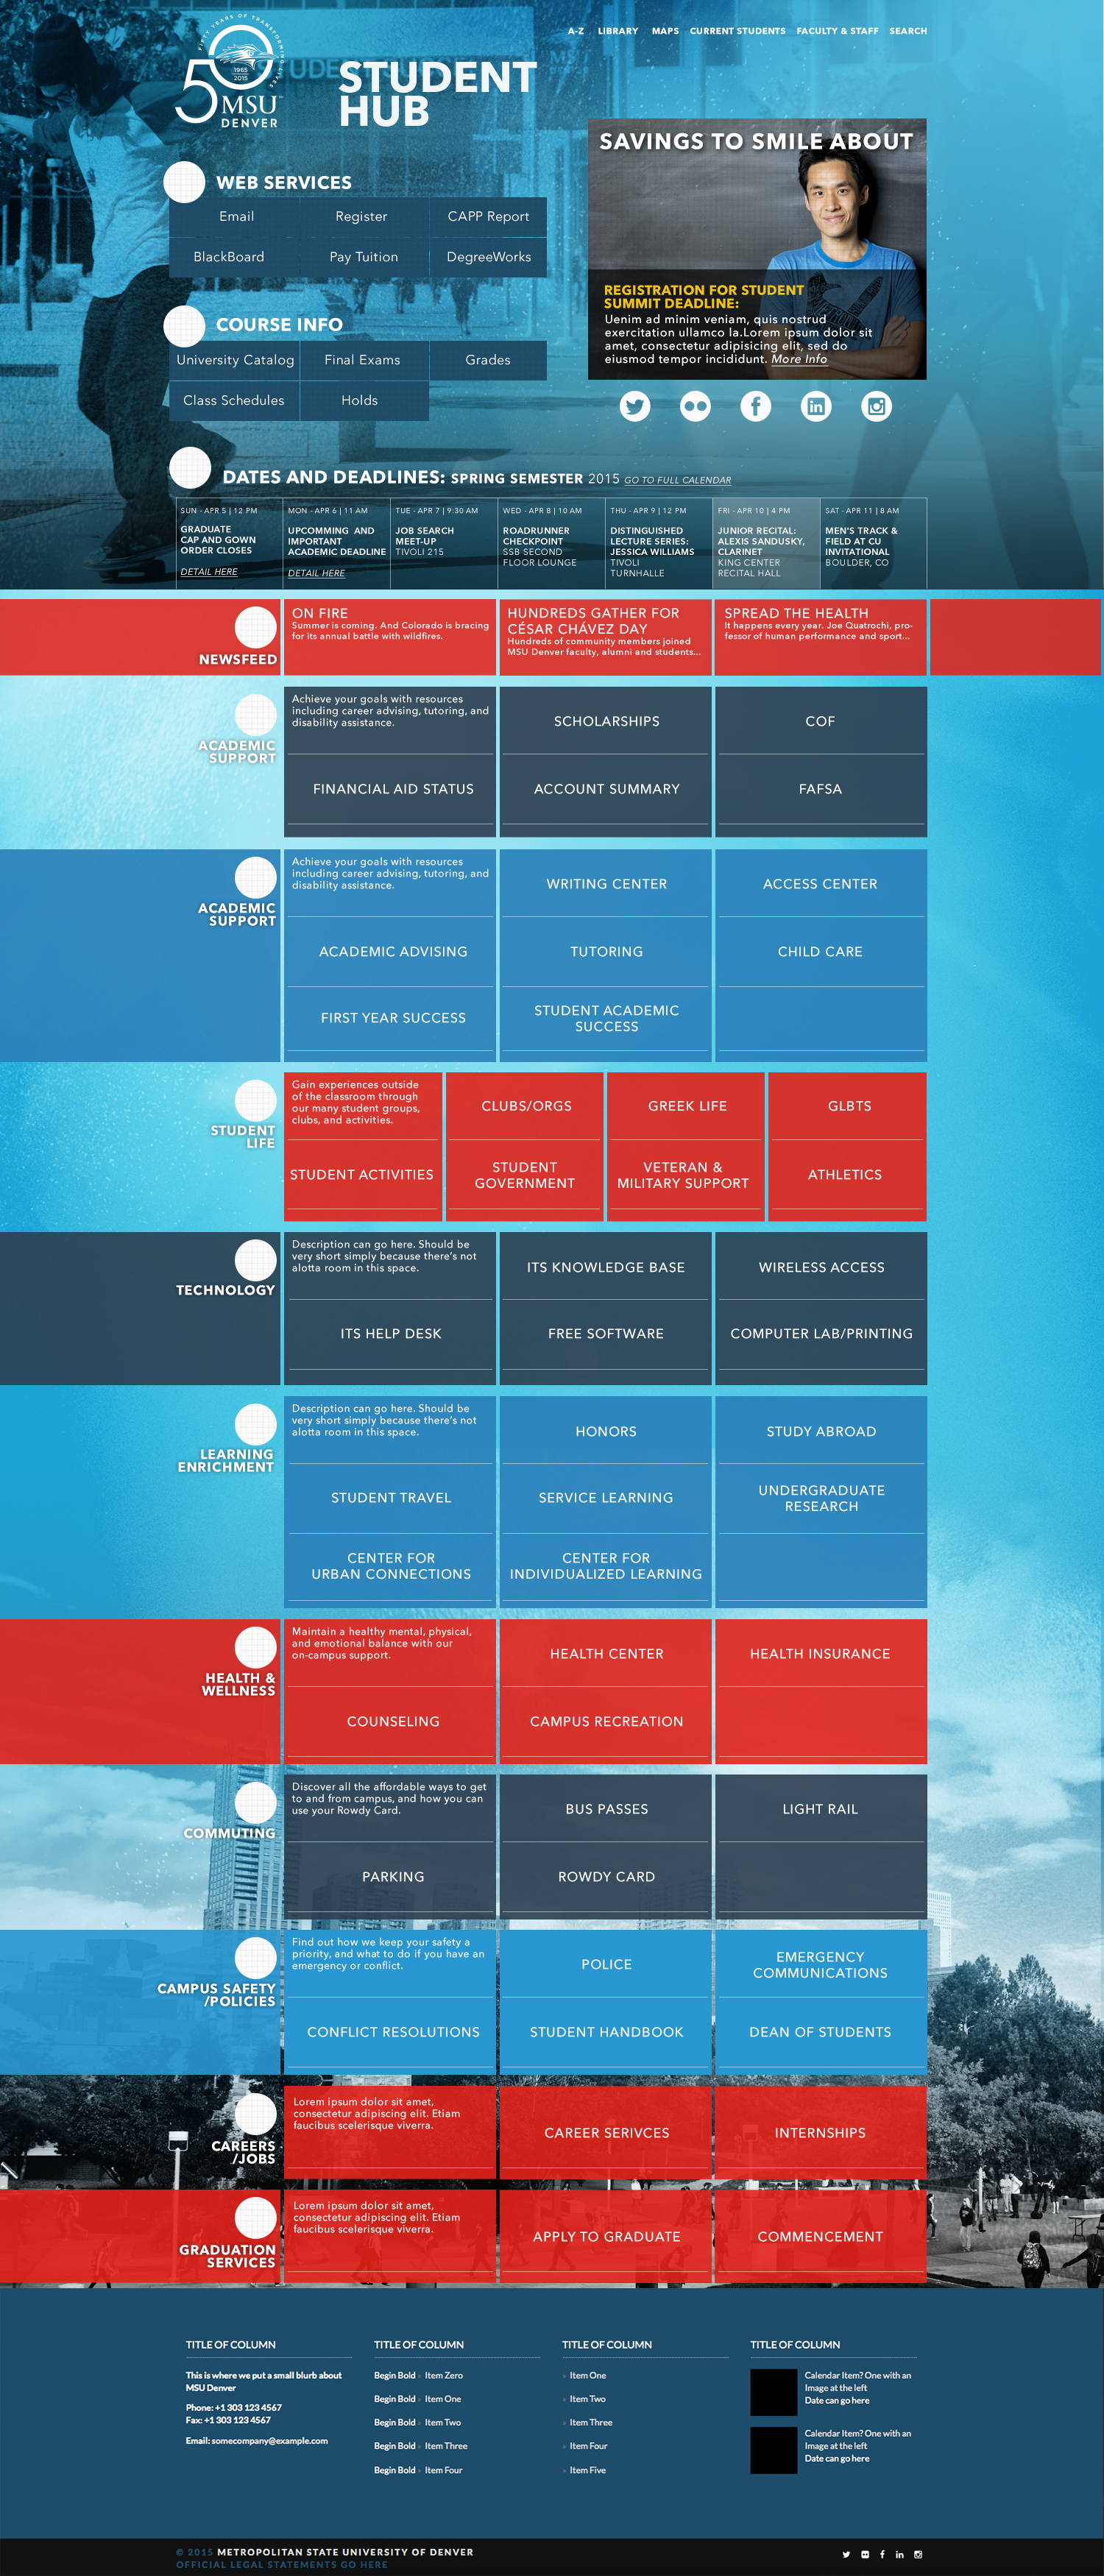 A-Z LIBRARY MAPS CURRENT STUDENTS FACULTY & STAFF SEARCH
FIFTY YEARS OF TRANSFORMING
1965
2015
50
MSU
DENVER
STUDENT
HUB
SAVINGS TO SMILE ABOUT
REGISTRATION FOR STUDENT
SUMMIT DEADLINE:
Uenim ad minim veniam, quis nostrud
exercitation ullamco la.Lorem ipsum dolor sit
amet, consectetur adipisicing elit, sed do
eiusmod tempor incididunt. More Info
WEB SERVICES
Email Register CAPP Report
BlackBoard Pay Tuition DegreeWorks
COURSE INFO
University Catalog Final Exams Grades
Class Schedules Holds
DATES AND DEADLINES: SPRING SEMESTER 2015 GO TO FULL CALENDAR
SUN - APR 5 | 12 PM
GRADUATE
CAP AND GOWN
ORDER CLOSES
DETAIL HERE
MON - APR 6 | 11 AM
UPCOMMING AND
IMPORTANT
ACADEMIC DEADLINE
DETAIL HERE
TUE - APR 7 | 9:30 AM
JOB SEARCH
MEET-UP
TIVOLI 215
WED - APR 8 | 10 AM
ROADRUNNER
CHECKPOINT
SSB SECOND
FLOOR LOUNGE
THU - APR 9 | 12 PM
DISTINGUISHED
LECTURE SERIES:
JESSICA WILLIAMS
TIVOLI
TURNHALLE
FRI - APR 10 | 4 PM
JUNIOR RECITAL:
ALEXIS SANDUSKY,
CLARINET
KING CENTER
RECITAL HALL
SAT - APR 11 | 8 AM
MEN'S TRACK &
FIELD AT CU
INVITATIONAL
BOULDER, CO
NEWSFEED
ON FIRE
Summer is coming. And Colorado is bracing
for its annual battle with wildfires.
HUNDREDS GATHER FOR
CÉSAR CHÁVEZ DAY
Hundreds of community members joined
MSU Denver faculty, alumni and students...
SPREAD THE HEALTH
It happens every year. Joe Quatrochi, pro-
fessor of human performance and sport...
ACADEMIC
SUPPORT
Achieve your goals with resources
including career advising, tutoring, and
disability assistance.
SCHOLARSHIPS
COF
FINANCIAL AID STATUS
ACCOUNT SUMMARY
FAFSA
ACADEMIC
SUPPORT
Achieve your goals with resources
including career advising, tutoring, and
disability assistance.
WRITING CENTER
ACCESS CENTER
ACADEMIC ADVISING
TUTORING
CHILD CARE
FIRST YEAR SUCCESS
STUDENT ACADEMIC
SUCCESS
STUDENT
LIFE
Gain experiences outside
of the classroom through
our many student groups,
clubs, and activities.
CLUBS/ORGS
GREEK LIFE
GLBTS
STUDENT ACTIVITIES
STUDENT
GOVERNMENT
VETERAN &
MILITARY SUPPORT
ATHLETICS
TECHNOLOGY
Description can go here. Should be
very short simply because there's not
alotta room in this space.
ITS KNOWLEDGE BASE
WIRELESS ACCESS
ITS HELP DESK
FREE SOFTWARE
COMPUTER LAB/PRINTING
LEARNING
ENRICHMENT
Description can go here. Should be
very short simply because there's not
alotta room in this space.
HONORS
STUDY ABROAD
STUDENT TRAVEL
SERVICE LEARNING
UNDERGRADUATE
RESEARCH
CENTER FOR
URBAN CONNECTIONS
CENTER FOR
INDIVIDUALIZED LEARNING
HEALTH &
WELLNESS
Maintain a healthy mental, physical,
and emotional balance with our
on-campus support.
HEALTH CENTER
HEALTH INSURANCE
COUNSELING
CAMPUS RECREATION
COMMUTING
Discover all the affordable ways to get
to and from campus, and how you can
use your Rowdy Card.
BUS PASSES
LIGHT RAIL
PARKING
ROWDY CARD
CAMPUS SAFETY
/POLICIES
Find out how we keep your safety a
priority, and what to do if you have an
emergency or conflict.
POLICE
EMERGENCY
COMMUNICATIONS
CONFLICT RESOLUTIONS
STUDENT HANDBOOK
DEAN OF STUDENTS
CAREERS
/JOBS
Lorem ipsum dolor sit amet,
consectetur adipiscing elit. Etiam
faucibus scelerisque viverra.
CAREER SERIVCES
INTERNSHIPS
GRADUATION
SERVICES
Lorem ipsum dolor sit amet,
consectetur adipiscing elit. Etiam
faucibus scelerisque viverra.
APPLY TO GRADUATE
COMMENCEMENT
TITLE OF COLUMN
This is where we put a small blurb about
MSU Denver
Phone: +1 303 123 4567
Fax: +1 303 123 4567
Email: somecompany@example.com
TITLE OF COLUMN
Begin Bold » Item Zero
Begin Bold » Item One
Begin Bold » Item Two
Begin Bold » Item Three
Begin Bold » Item Four
TITLE OF COLUMN
» Item One
» Item Two
» Item Three
» Item Four
» Item Five
TITLE OF COLUMN
Calendar Item? One with an
Image at the left
Date can go here
Calendar Item? One with an
Image at the left
Date can go here
© 2015 METROPOLITAN STATE UNIVERSITY OF DENVER
OFFICIAL LEGAL STATEMENTS GO HERE